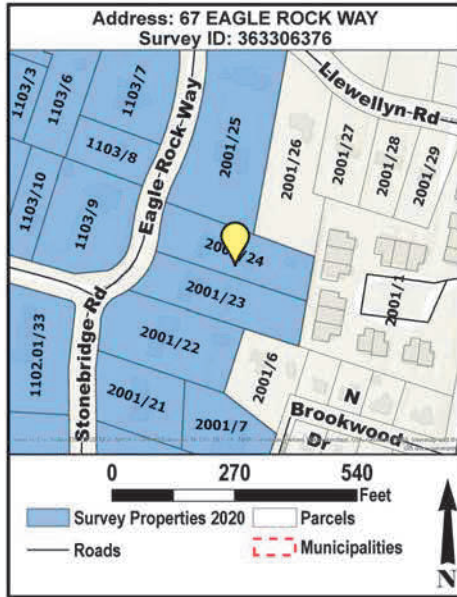 Address: 67 EAGLE ROCK WAY
Survey ID: 363306376
1103/3
1103/6
1103/7
1103/8
1103/10
1103/9
Eagle Rock Way
2001/25
2001/26
Llewellyn Rd
2001/27
2001/28
2001/29
2001/24
2001/23
2001/1
1102.01/33
Stonebridge Rd
2001/22
2001/6
2001/21
2001/7
N
Brookwood
Dr
0 270 540
Feet
Survey Properties 2020
Parcels
Roads
Municipalities
N